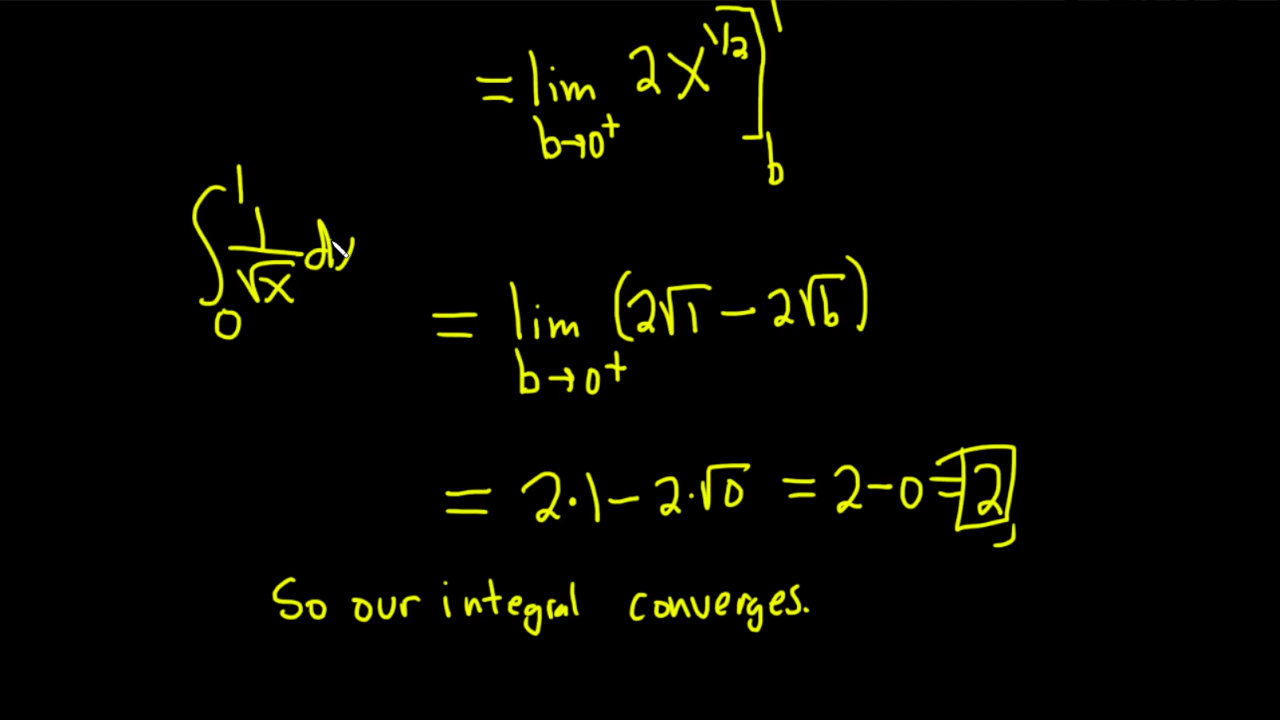 = lim 2x^{1/2} ]_b^1
b→0⁺
∫_0^1 1/√x dx
= lim (2√1 − 2√b)
b→0⁺
= 2·1 − 2·√0 = 2 − 0 = 2,
So our integral converges.